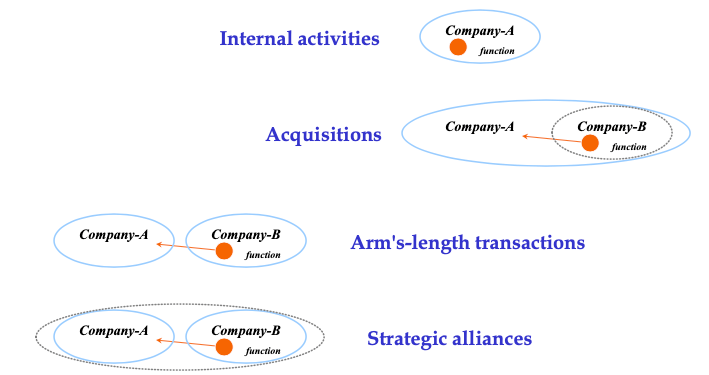 Internal activities
Company-A
function
Acquisitions
Company-A
Company-B
function
Company-A
Company-B
function
Arm's-length transactions
Company-A
Company-B
function
Strategic alliances